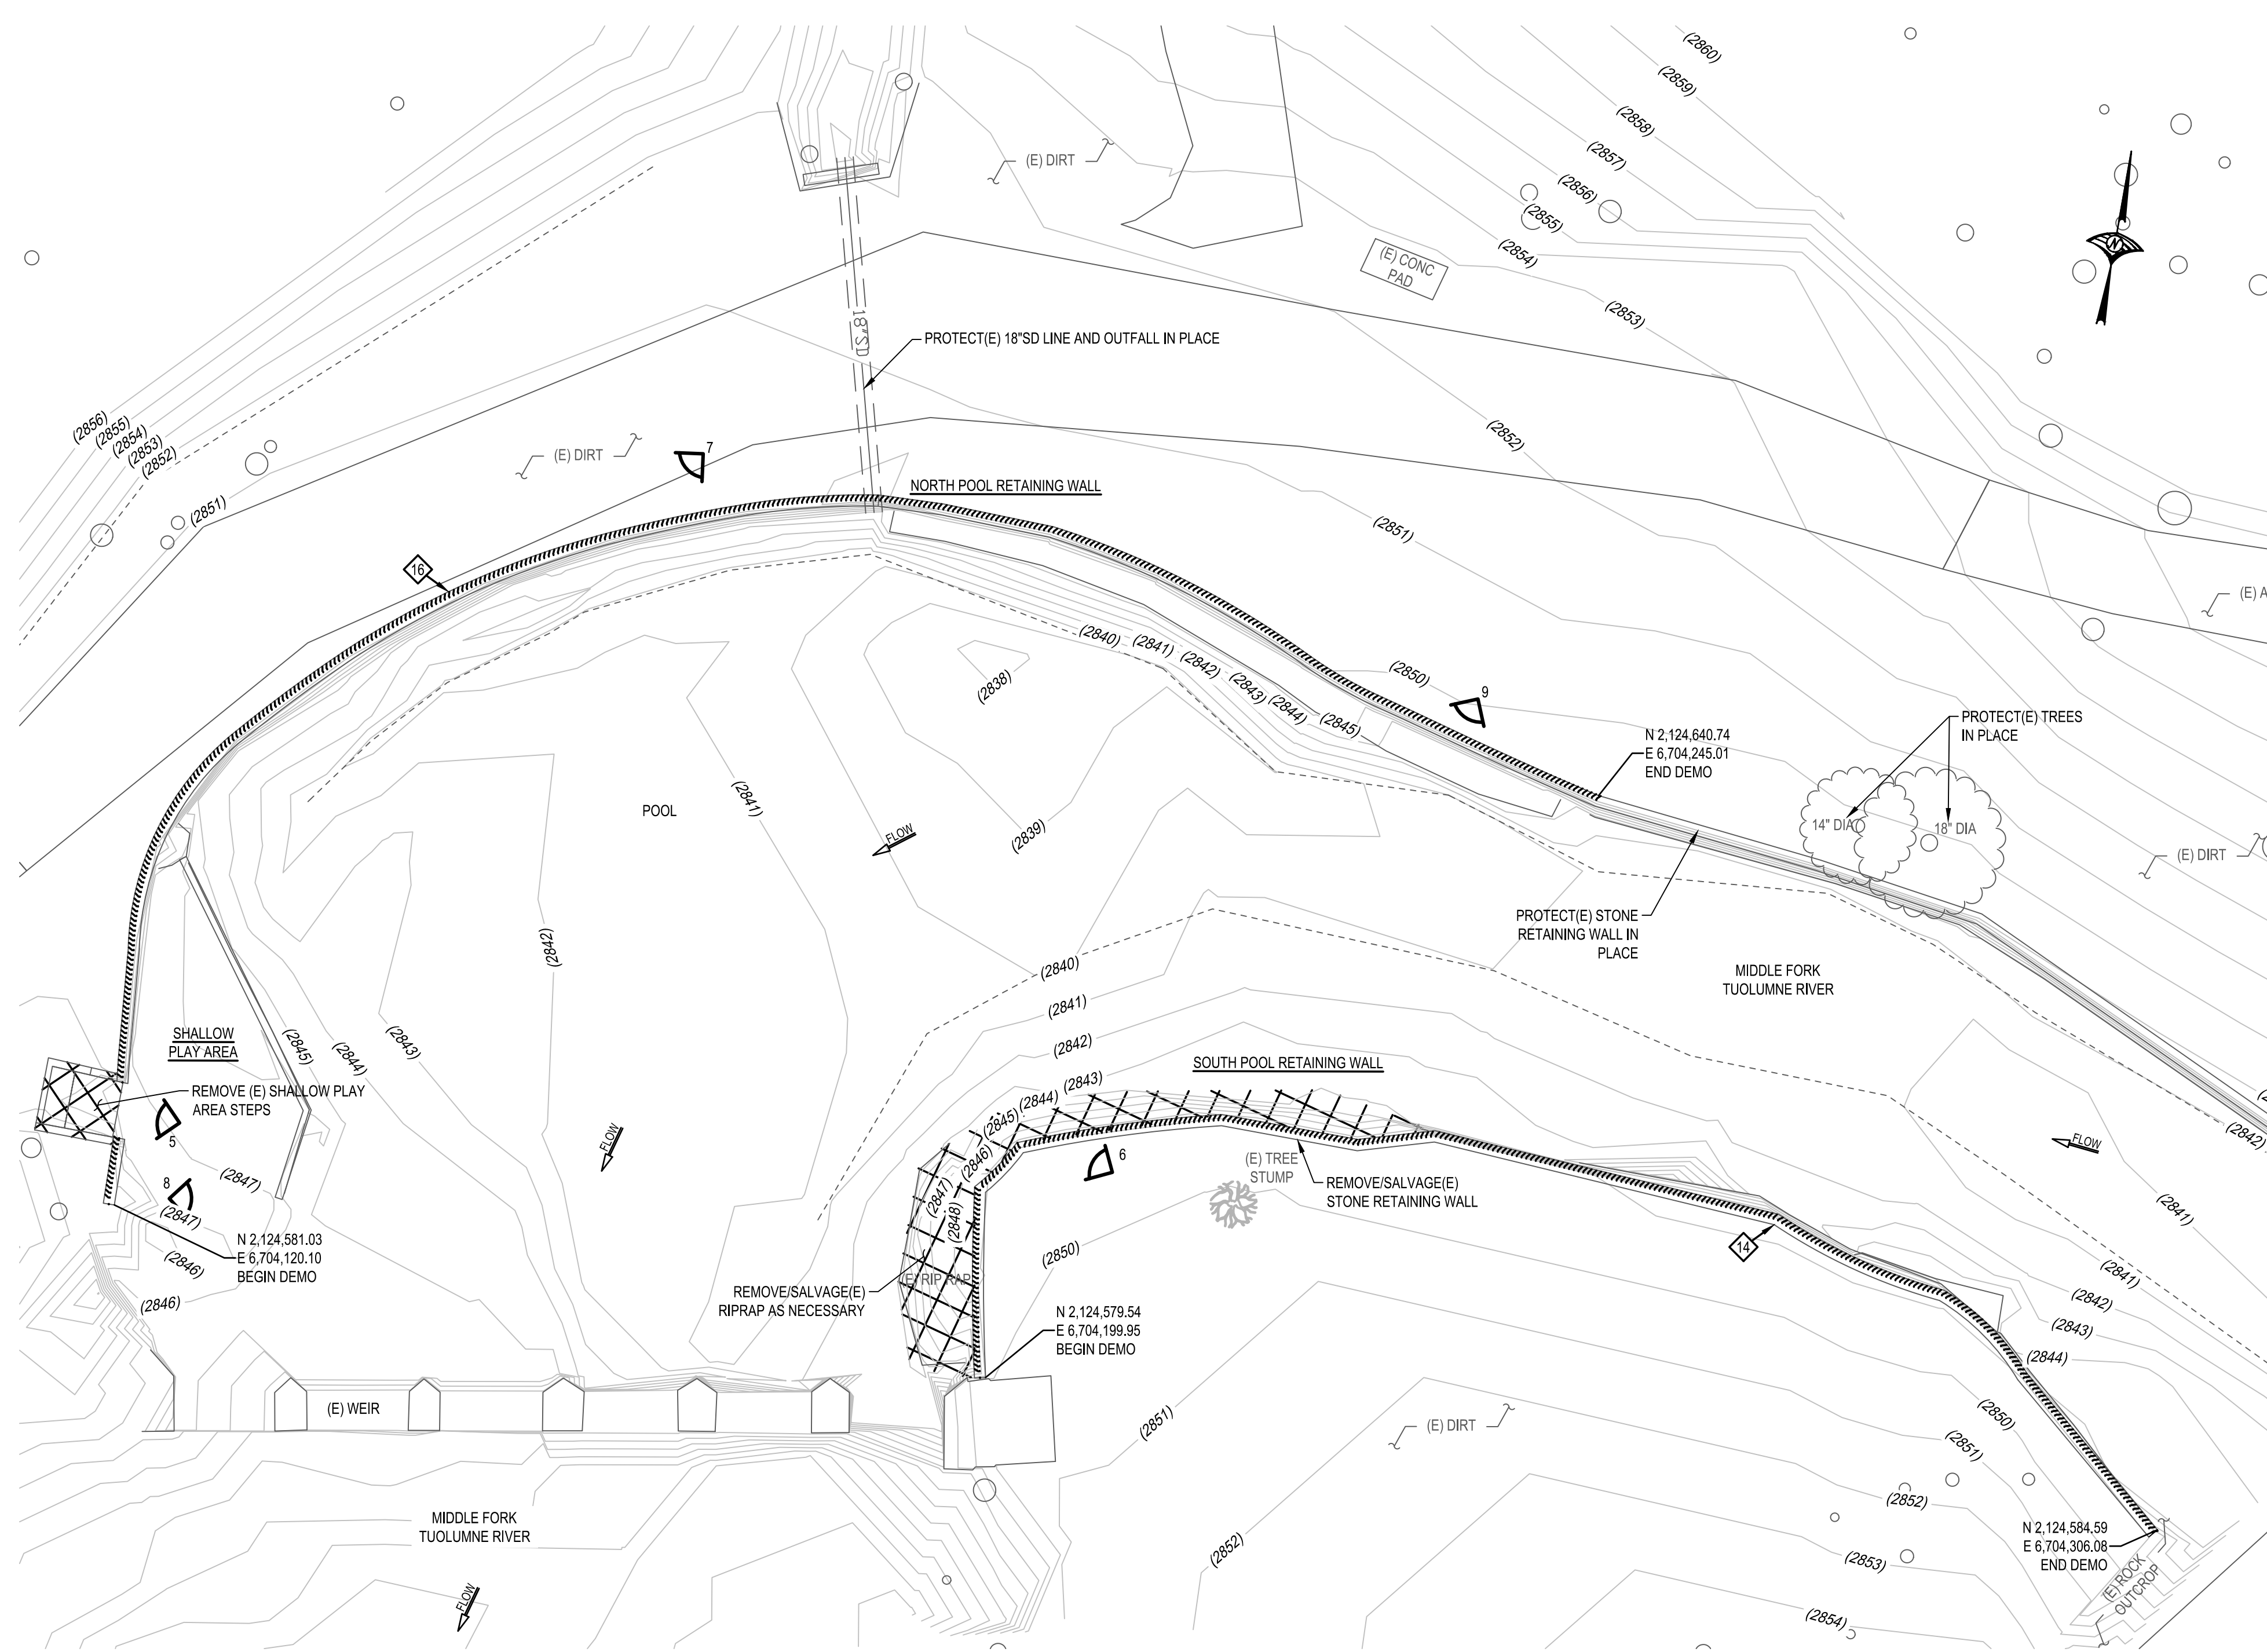 (2860)
(2859)
(2858)
(2857)
(2856)
(2855)
(2854)
(2853)
(E) DIRT
(E) CONC
PAD
N
18"SD
PROTECT(E) 18"SD LINE AND OUTFALL IN PLACE
(2856)
(2855)
(2854)
(2853)
(2852)
(2851)
(E) DIRT
7
NORTH POOL RETAINING WALL
(2852)
(2851)
16
(2840)
(2841)
(2842)
(2843)
(2844)
(2845)
(2838)
(2850)
9
N 2,124,640.74
E 6,704,245.01
END DEMO
PROTECT(E) TREES
IN PLACE
14" DIA
18" DIA
(E) A
(E) DIRT
POOL
(2841)
FLOW
(2839)
(2842)
PROTECT(E) STONE
RETAINING WALL IN
PLACE
MIDDLE FORK
TUOLUMNE RIVER
(2840)
(2841)
(2842)
(2843)
(2844)
(2845)
(2846)
(2847)
(2848)
SHALLOW
PLAY AREA
(2845)
(2844)
(2843)
REMOVE (E) SHALLOW PLAY
AREA STEPS
5
8
(2847)
(2847)
(2846)
(2846)
N 2,124,581.03
E 6,704,120.10
BEGIN DEMO
FLOW
SOUTH POOL RETAINING WALL
6
(E) TREE
STUMP
REMOVE/SALVAGE(E)
STONE RETAINING WALL
(2850)
(E) RIP RAP
REMOVE/SALVAGE(E)
RIPRAP AS NECESSARY
N 2,124,579.54
E 6,704,199.95
BEGIN DEMO
14
FLOW
(2842)
(2841)
(2841)
(2842)
(2843)
(2844)
(E) WEIR
(2851)
(E) DIRT
(2850)
(2851)
(2852)
(2853)
(2854)
(2852)
MIDDLE FORK
TUOLUMNE RIVER
FLOW
N 2,124,584.59
E 6,704,306.08
END DEMO
(E) ROCK
OUTCROP